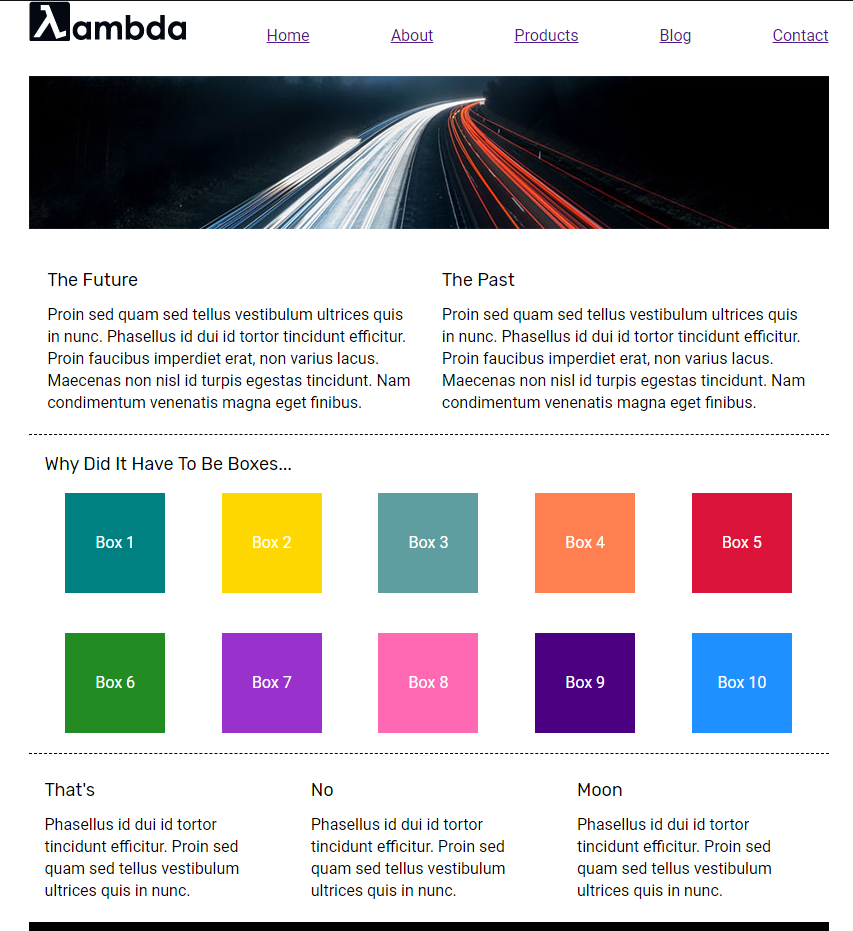 λambda
Home About Products Blog Contact
The Future
Proin sed quam sed tellus vestibulum ultrices quis
in nunc. Phasellus id dui id tortor tincidunt efficitur.
Proin faucibus imperdiet erat, non varius lacus.
Maecenas non nisl id turpis egestas tincidunt. Nam
condimentum venenatis magna eget finibus.
The Past
Proin sed quam sed tellus vestibulum ultrices quis
in nunc. Phasellus id dui id tortor tincidunt efficitur.
Proin faucibus imperdiet erat, non varius lacus.
Maecenas non nisl id turpis egestas tincidunt. Nam
condimentum venenatis magna eget finibus.
Why Did It Have To Be Boxes...
Box 1 Box 2 Box 3 Box 4 Box 5
Box 6 Box 7 Box 8 Box 9 Box 10
That's
Phasellus id dui id tortor
tincidunt efficitur. Proin sed
quam sed tellus vestibulum
ultrices quis in nunc.
No
Phasellus id dui id tortor
tincidunt efficitur. Proin sed
quam sed tellus vestibulum
ultrices quis in nunc.
Moon
Phasellus id dui id tortor
tincidunt efficitur. Proin sed
quam sed tellus vestibulum
ultrices quis in nunc.